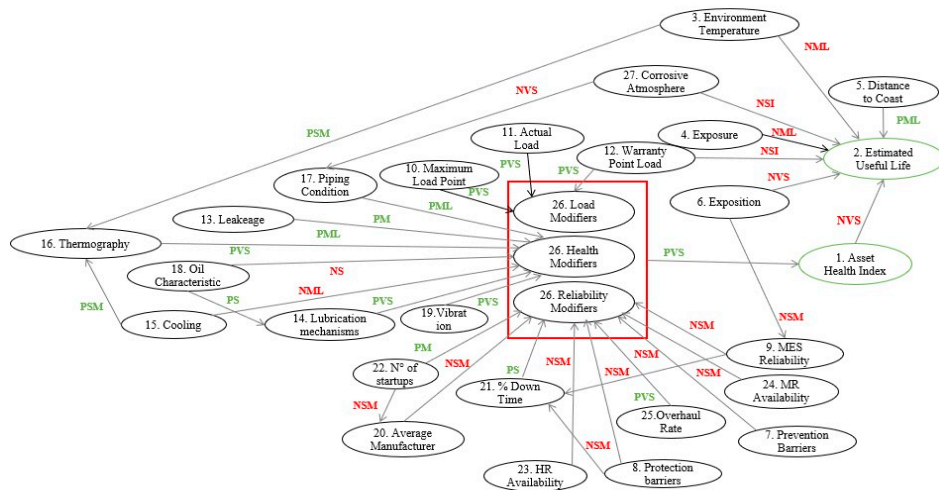 3. Environment
Temperature
NML
27. Corrosive
Atmosphere
NVS
5. Distance
to Coast
NSI
PML
PSM
11. Actual
Load
4. Exposure
NML
2. Estimated
Useful Life
12. Warranty
Point Load
NSI
PVS
PVS
17. Piping
Condition
10. Maximum
Load Point
PVS
NVS
6. Exposition
PML
26. Load
Modifiers
13. Leakeage
PM
NVS
16. Thermography
PML
26. Health
Modifiers
PVS
1. Asset
Health Index
PVS
NS
18. Oil
Characteristic
NML
PS
PVS
PVS
26. Reliability
Modifiers
PSM
15. Cooling
14. Lubrication
mechanisms
19.Vibrat
ion
NSM
NSM
PM
NSM
NSM
NSM
9. MES
Reliability
22. N° of
startups
NSM
PS
NSM
NSM
21. % Down
Time
PVS
24. MR
Availability
NSM
25.Overhaul
Rate
20. Average
Manufacturer
NSM
7. Prevention
Barriers
23. HR
Availability
8. Protection
barriers